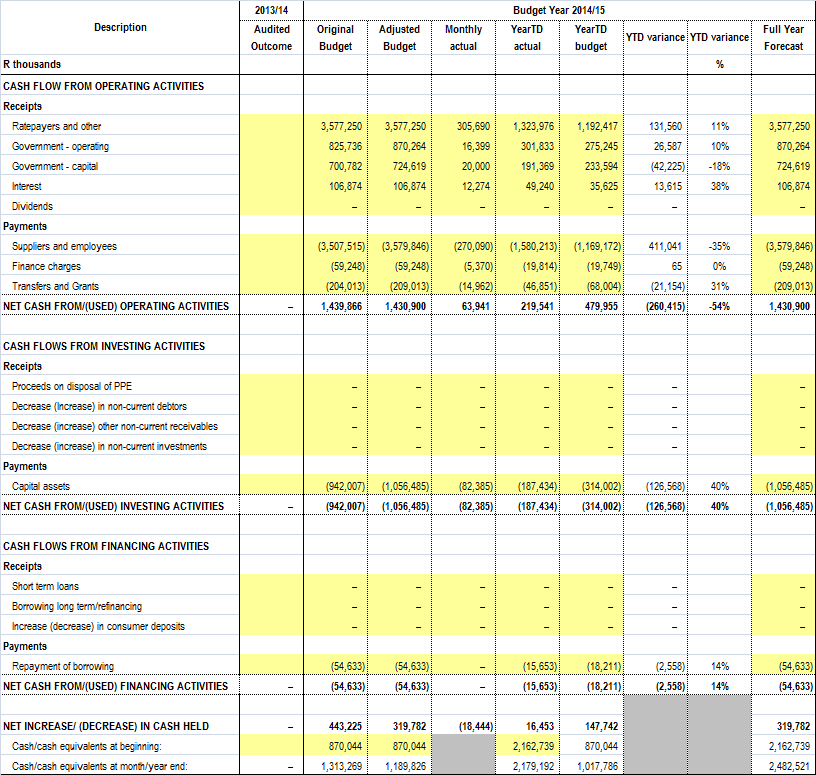 Description 2013/14 Budget Year 2014/15
Audited Outcome Original Budget Adjusted Budget Monthly actual YearTD actual YearTD budget YTD variance YTD variance Full Year Forecast
R thousands %
CASH FLOW FROM OPERATING ACTIVITIES
Receipts
Ratepayers and other 3,577,250 3,577,250 305,690 1,323,976 1,192,417 131,560 11% 3,577,250
Government - operating 825,736 870,264 16,399 301,833 275,245 26,587 10% 870,264
Government - capital 700,782 724,619 20,000 191,369 233,594 (42,225) -18% 724,619
Interest 106,874 106,874 12,274 49,240 35,625 13,615 38% 106,874
Dividends – – – – – – –
Payments
Suppliers and employees (3,507,515) (3,579,846) (270,090) (1,580,213) (1,169,172) 411,041 -35% (3,579,846)
Finance charges (59,248) (59,248) (5,370) (19,814) (19,749) 65 0% (59,248)
Transfers and Grants (204,013) (209,013) (14,962) (46,851) (68,004) (21,154) 31% (209,013)
NET CASH FROM/(USED) OPERATING ACTIVITIES – 1,439,866 1,430,900 63,941 219,541 479,955 (260,415) -54% 1,430,900
CASH FLOWS FROM INVESTING ACTIVITIES
Receipts
Proceeds on disposal of PPE – – – – – – –
Decrease (Increase) in non-current debtors – – – – – – –
Decrease (increase) other non-current receivables – – – – – – –
Decrease (increase) in non-current investments – – – – – – –
Payments
Capital assets (942,007) (1,056,485) (82,385) (187,434) (314,002) (126,568) 40% (1,056,485)
NET CASH FROM/(USED) INVESTING ACTIVITIES – (942,007) (1,056,485) (82,385) (187,434) (314,002) (126,568) 40% (1,056,485)
CASH FLOWS FROM FINANCING ACTIVITIES
Receipts
Short term loans – – – – – – –
Borrowing long term/refinancing – – – – – – –
Increase (decrease) in consumer deposits – – – – – – –
Payments
Repayment of borrowing (54,633) (54,633) – (15,653) (18,211) (2,558) 14% (54,633)
NET CASH FROM/(USED) FINANCING ACTIVITIES – (54,633) (54,633) – (15,653) (18,211) (2,558) 14% (54,633)
NET INCREASE/ (DECREASE) IN CASH HELD – 443,225 319,782 (18,444) 16,453 147,742 319,782
Cash/cash equivalents at beginning: 870,044 870,044 2,162,739 870,044 2,162,739
Cash/cash equivalents at month/year end: – 1,313,269 1,189,826 2,179,192 1,017,786 2,482,521